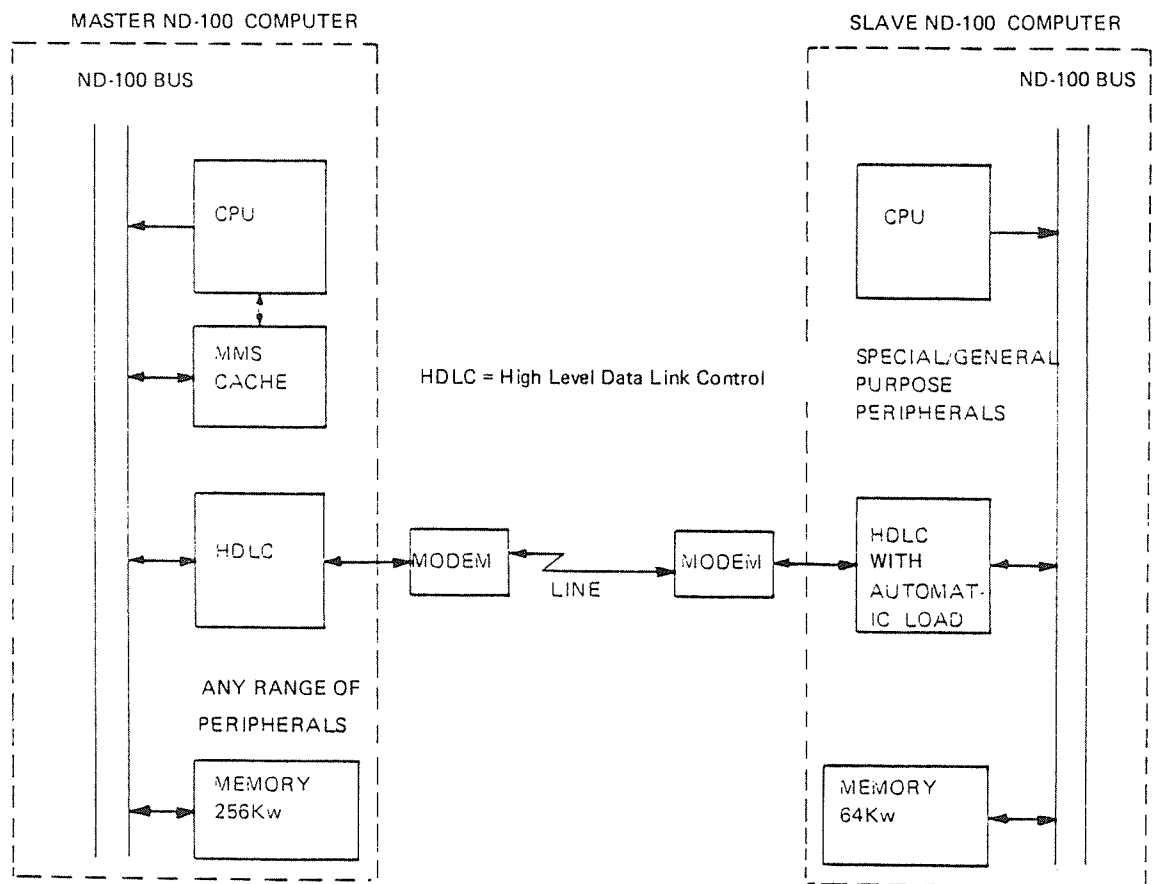 MASTER ND-100 COMPUTER
ND-100 BUS
CPU
MMS
CACHE
HDLC
ANY RANGE OF
PERIPHERALS
MEMORY
256Kw
HDLC = High Level Data Link Control
MODEM
LINE
MODEM
SLAVE ND-100 COMPUTER
ND-100 BUS
CPU
SPECIAL/GENERAL
PURPOSE
PERIPHERALS
HDLC
WITH
AUTOMAT-
IC LOAD
MEMORY
64Kw